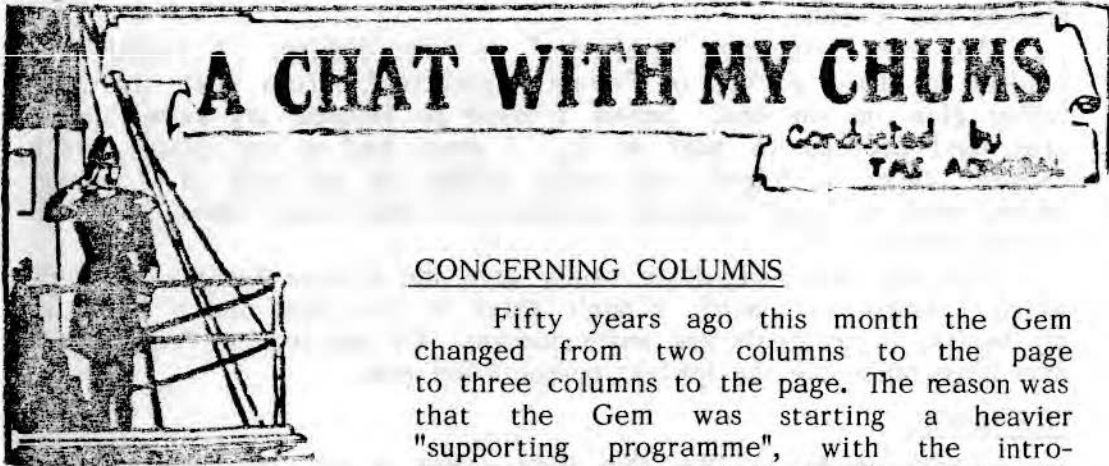 A CHAT WITH MY CHUMS
Conducted by
CONCERNING COLUMNS
Fifty years ago this month the Gem
changed from two columns to the page
to three columns to the page. The reason was
that the Gem was starting a heavier
"supporting programme", with the intro-